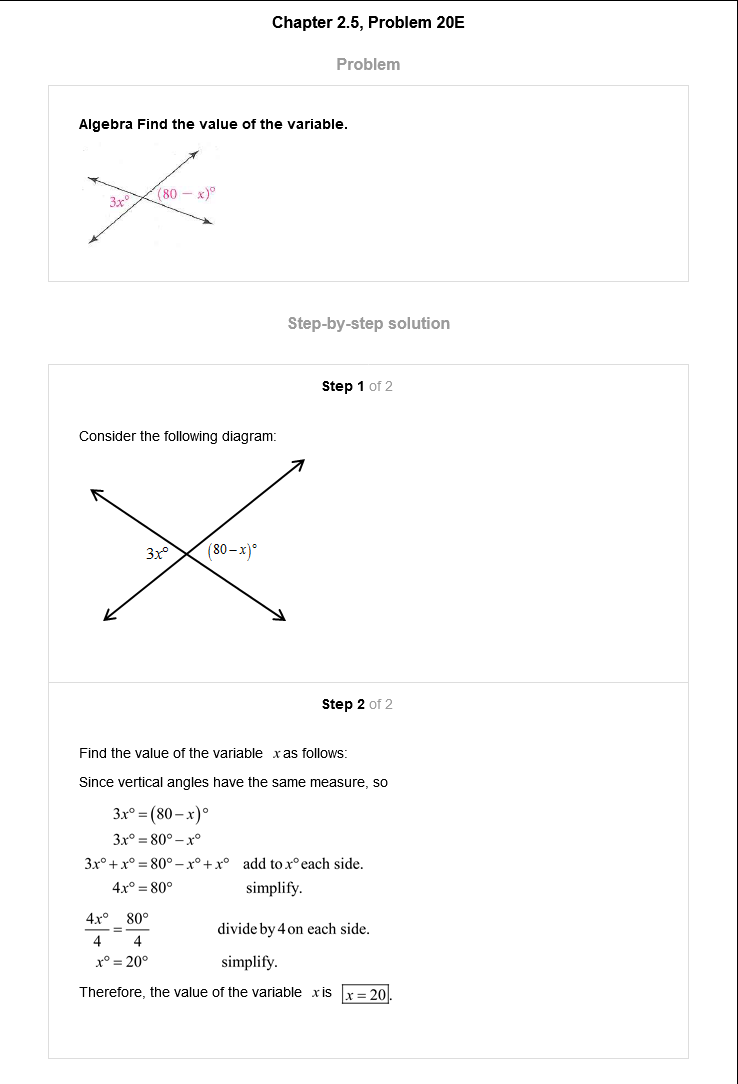 Chapter 2.5, Problem 20E
Problem
Algebra Find the value of the variable.
3x° (80 − x)°
Step-by-step solution
Step 1 of 2
Consider the following diagram:
3x° (80−x)°
Step 2 of 2
Find the value of the variable x as follows:
Since vertical angles have the same measure, so
3x° = (80−x)°
3x° = 80° − x°
3x° + x° = 80° − x° + x° add to x° each side.
4x° = 80° simplify.
4x°/4 = 80°/4 divide by 4 on each side.
x° = 20° simplify.
Therefore, the value of the variable x is x = 20.